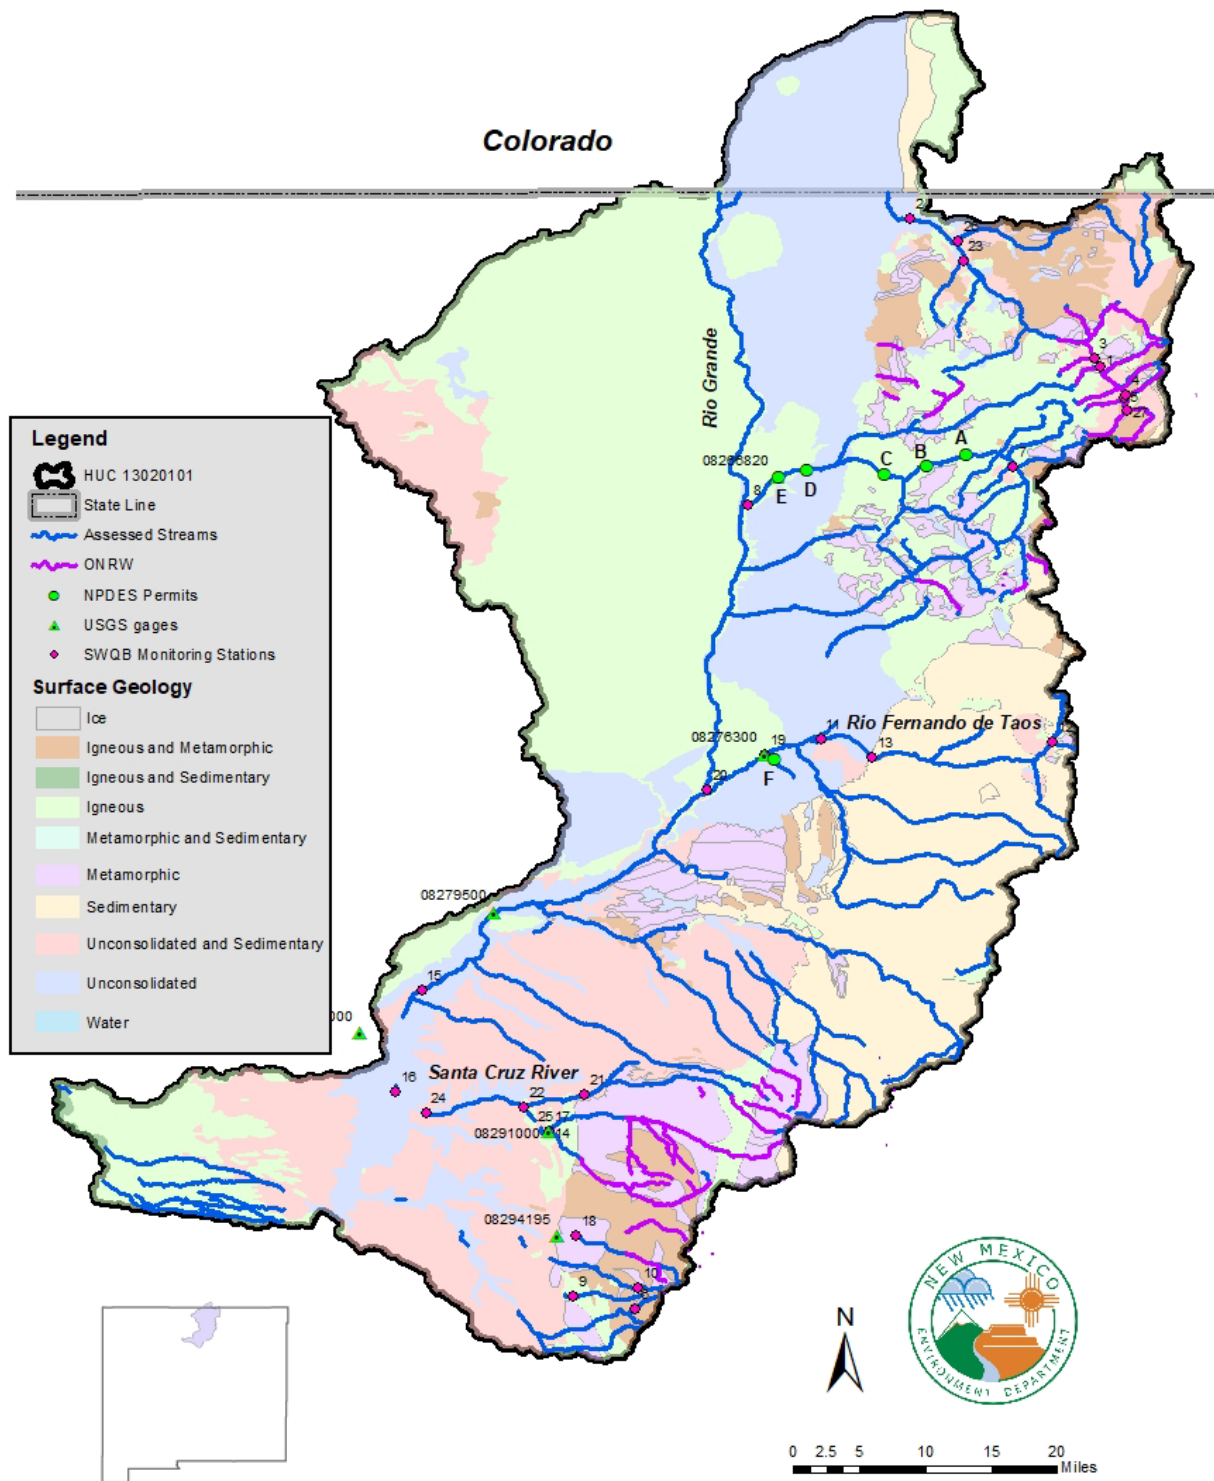 Colorado
2
26
23
Rio Grande
3
1
4
27
A
B
C
7
08266820
D
E
8
Legend
HUC 13020101
State Line
Assessed Streams
ONRW
NPDES Permits
USGS gages
SWQB Monitoring Stations
Surface Geology
Ice
Igneous and Metamorphic
Igneous and Sedimentary
Igneous
Metamorphic and Sedimentary
Metamorphic
Sedimentary
Unconsolidated and Sedimentary
Unconsolidated
Water
11
Rio Fernando de Taos
08276300
19
13
F
20
08279500
15
000
16
Santa Cruz River
21
22
24
25
17
08291000
14
08294195
18
10
9
N
NEW MEXICO
ENVIRONMENT DEPARTMENT
0 2.5 5 10 15 20
Miles